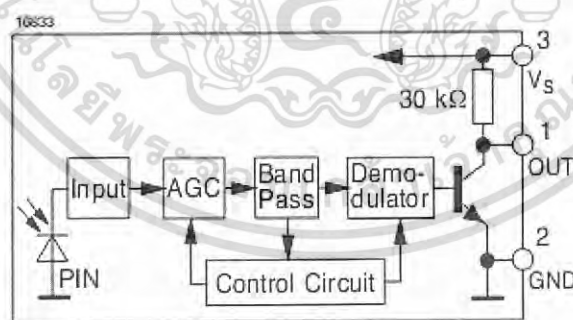 16833
3
Vs
30 kΩ
1
OUT
Input
AGC
Band
Pass
Demo-
dulator
2
GND
PIN
Control Circuit